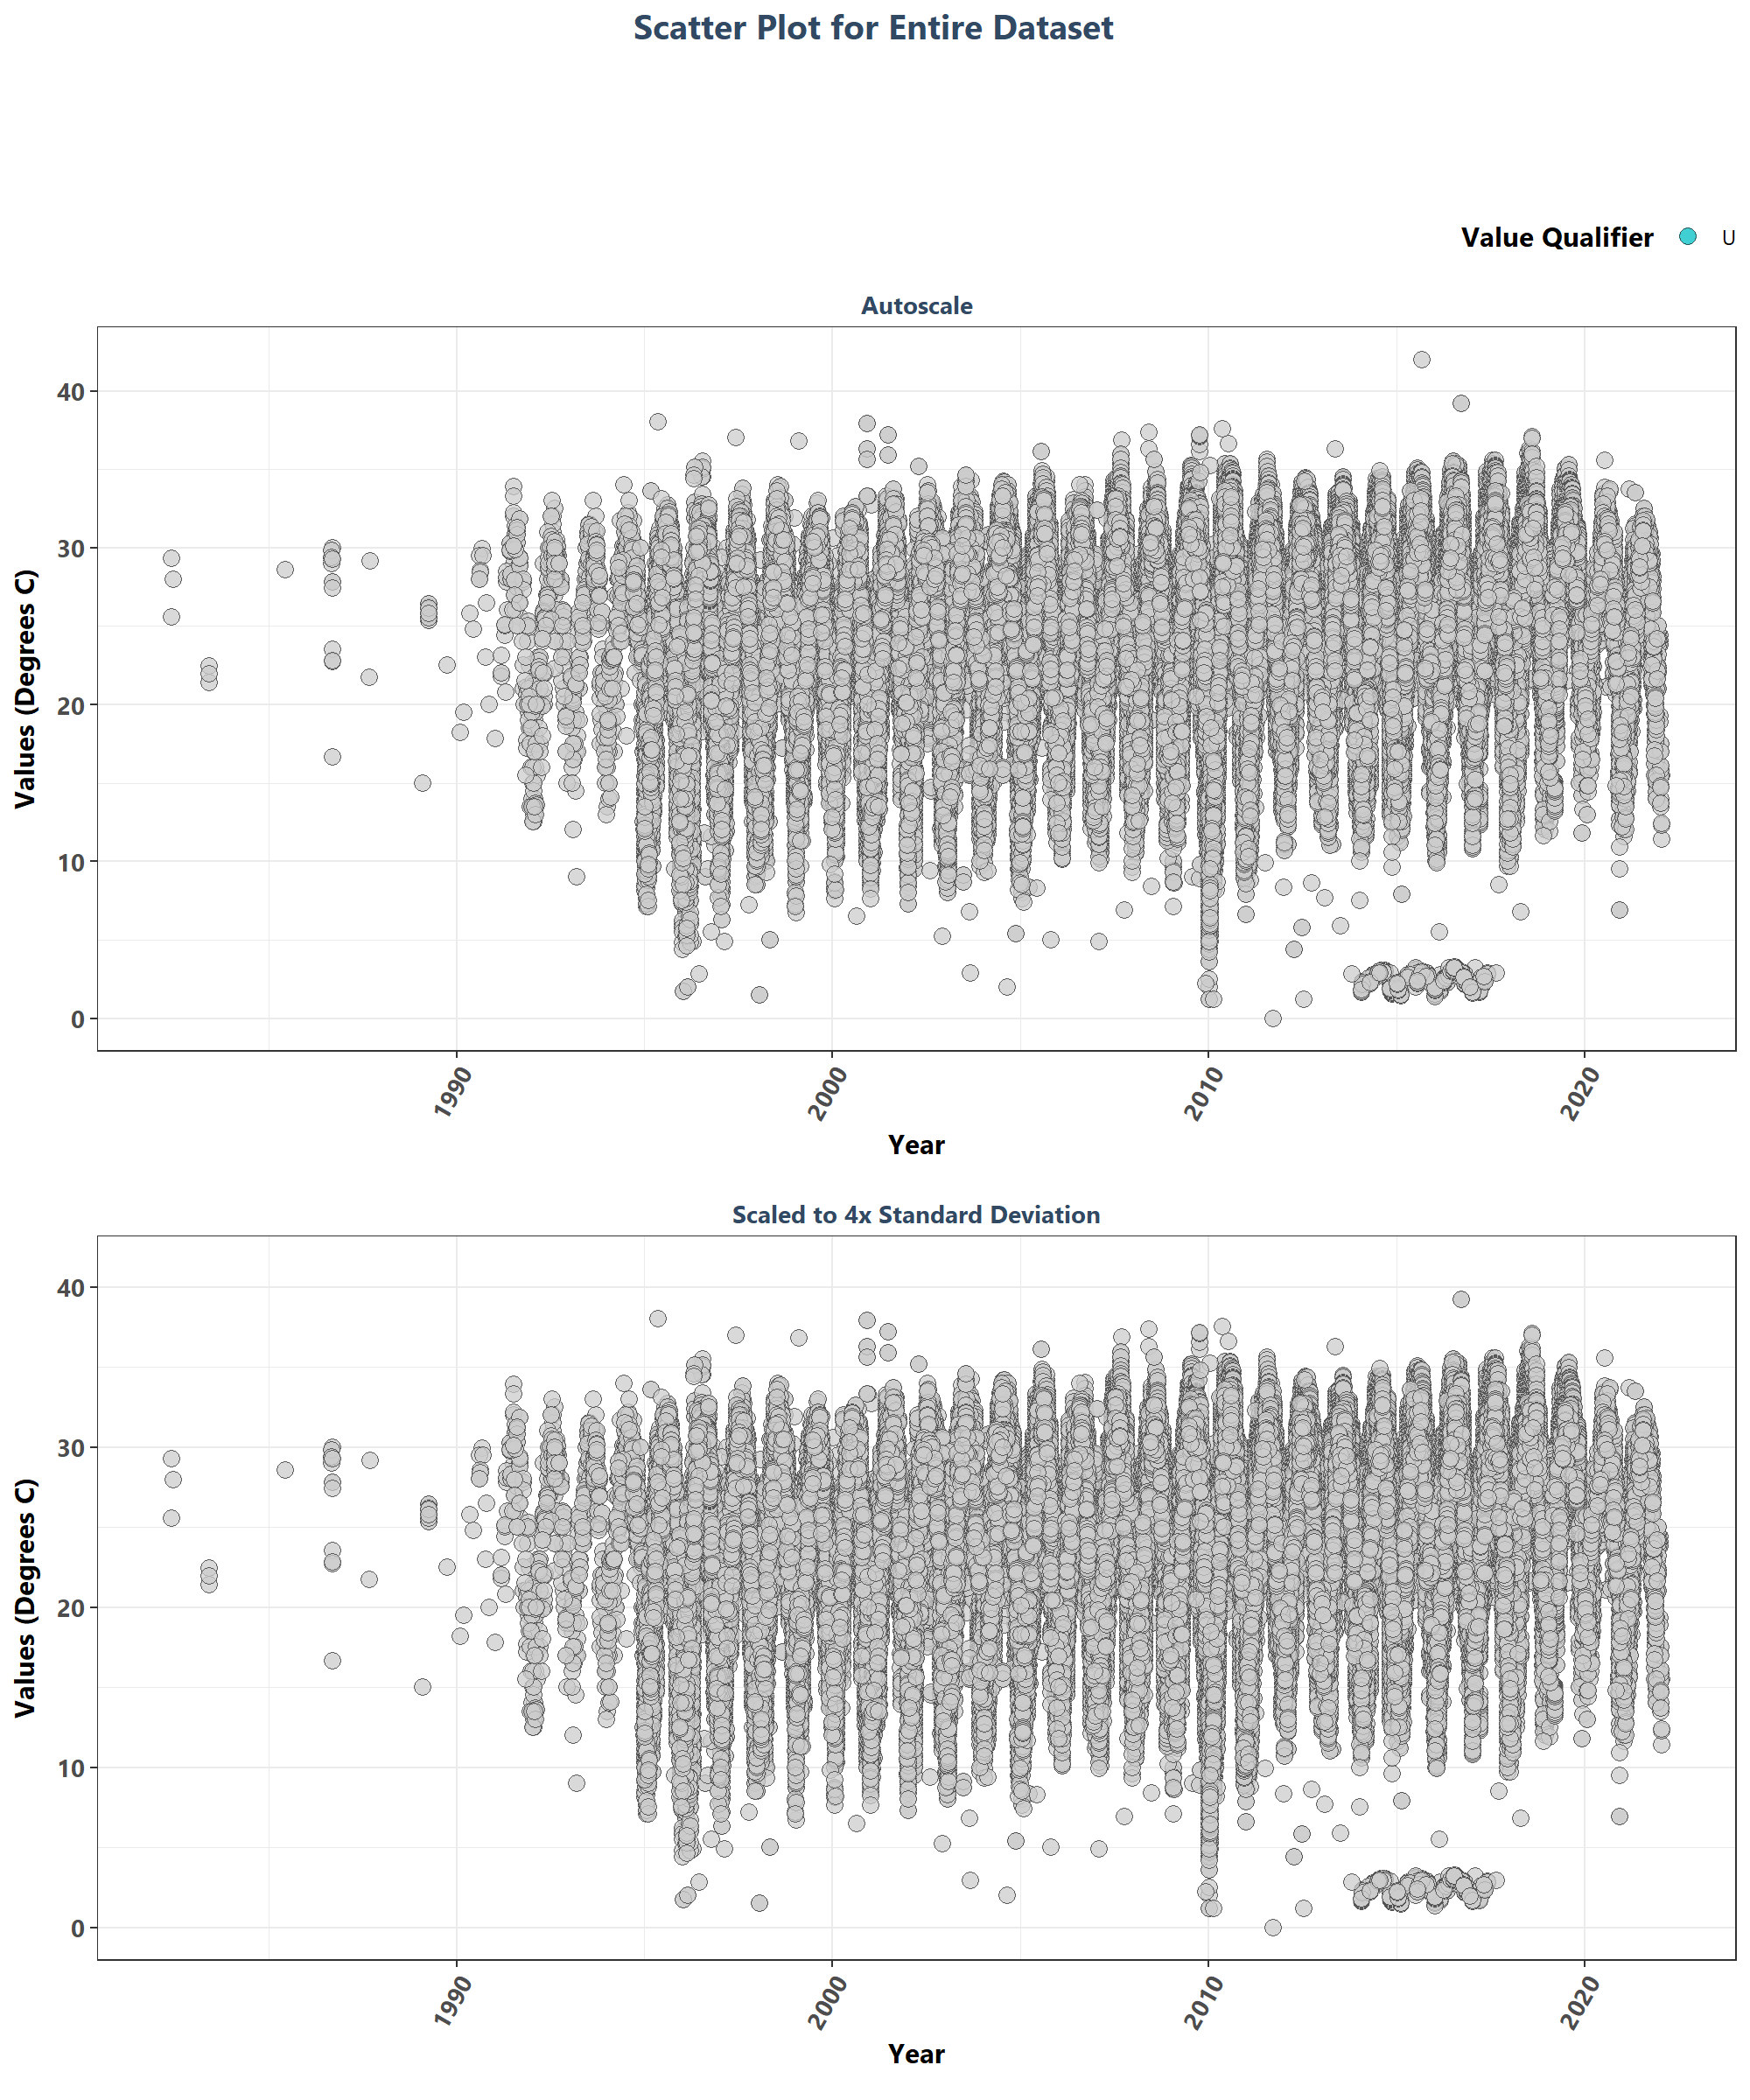 Scatter Plot for Entire Dataset
Value Qualifier U
Autoscale
Values (Degrees C)
40
30
20
10
0
1990 2000 2010 2020
Year
Scaled to 4x Standard Deviation
Values (Degrees C)
40
30
20
10
0
1990 2000 2010 2020
Year